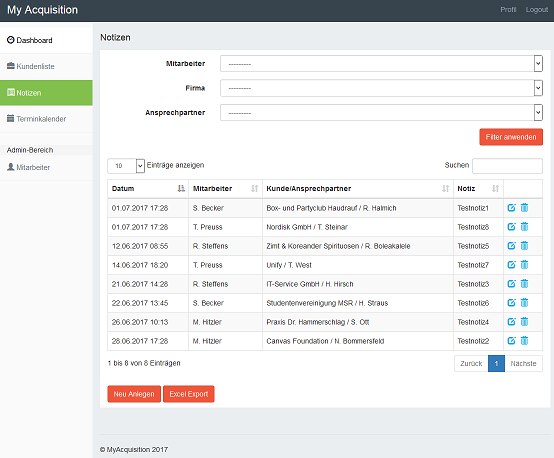 My Acquisition Profil Logout
Dashboard
Kundenliste
Notizen
Terminkalender
Admin-Bereich
Mitarbeiter
Notizen
Mitarbeiter ---------
Firma ---------
Ansprechpartner ---------
Filter anwenden
10 Einträge anzeigen Suchen
Datum Mitarbeiter Kunde/Ansprechpartner Notiz
01.07.2017 17:28 S. Becker Box- und Partyclub Haudrauf / R. Halmich Testnotiz1
01.07.2017 17:28 T. Preuss Nordisk GmbH / T. Steinar Testnotiz8
12.06.2017 08:55 R. Steffens Zimt & Koreander Spirituosen / R. Boleakalele Testnotiz5
14.06.2017 18:20 T. Preuss Unify / T. West Testnotiz7
21.06.2017 14:28 R. Steffens IT-Service GmbH / H. Hirsch Testnotiz3
22.06.2017 13:45 S. Becker Studentenvereinigung MSR / H. Straus Testnotiz6
26.06.2017 10:13 M. Hitzler Praxis Dr. Hammerschlag / S. Ott Testnotiz4
28.06.2017 17:28 M. Hitzler Canvas Foundation / N. Bommersfeld Testnotiz2
1 bis 8 von 8 Einträgen Zurück 1 Nächste
Neu Anlegen Excel Export
© MyAcquisition 2017